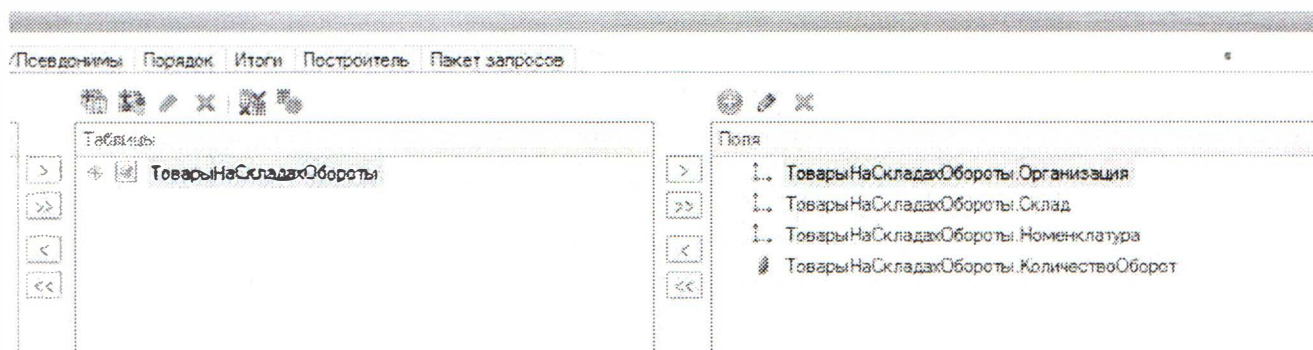 /Псевдонимы Порядок Итоги Построитель Пакет запросов
Таблицы
Поля
> ТоварыНаСкладахОбороты > ТоварыНаСкладахОбороты.Организация
>> >> ТоварыНаСкладахОбороты.Склад
< < ТоварыНаСкладахОбороты.Номенклатура
<< << ТоварыНаСкладахОбороты.КоличествоОборот